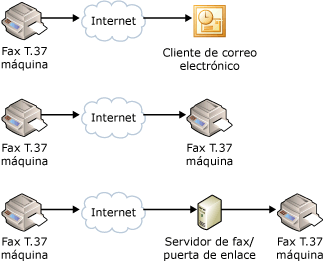 Internet
Fax T.37
máquina
Cliente de correo
electrónico
Internet
Fax T.37
máquina
Fax T.37
máquina
Internet
Fax T.37
máquina
Servidor de fax/
puerta de enlace
Fax T.37
máquina